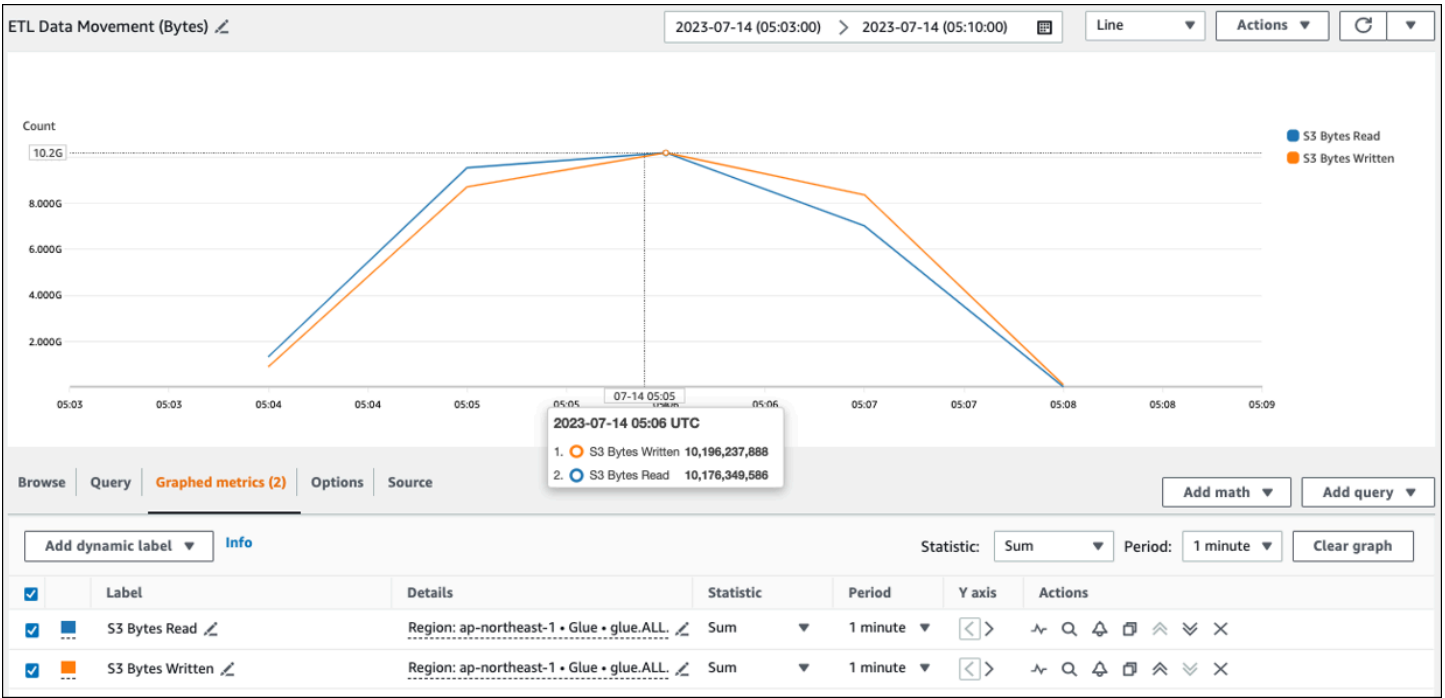 ETL Data Movement (Bytes)
2023-07-14 (05:03:00) > 2023-07-14 (05:10:00)
Line
Actions
Count
10.2G
8.000G
6.000G
4.000G
2.000G
S3 Bytes Read
S3 Bytes Written
05:03 05:03 05:04 05:04 05:05 05:05 05:06 05:06 05:07 05:07 05:08 05:08 05:09
07-14 05:05
2023-07-14 05:06 UTC
1. S3 Bytes Written 10,196,237,888
2. S3 Bytes Read 10,176,349,586
Browse Query Graphed metrics (2) Options Source
Add math Add query
Add dynamic label Info
Statistic: Sum Period: 1 minute Clear graph
Label Details Statistic Period Y axis Actions
S3 Bytes Read Region: ap-northeast-1 • Glue • glue.ALL. Sum 1 minute < >
S3 Bytes Written Region: ap-northeast-1 • Glue • glue.ALL. Sum 1 minute < >